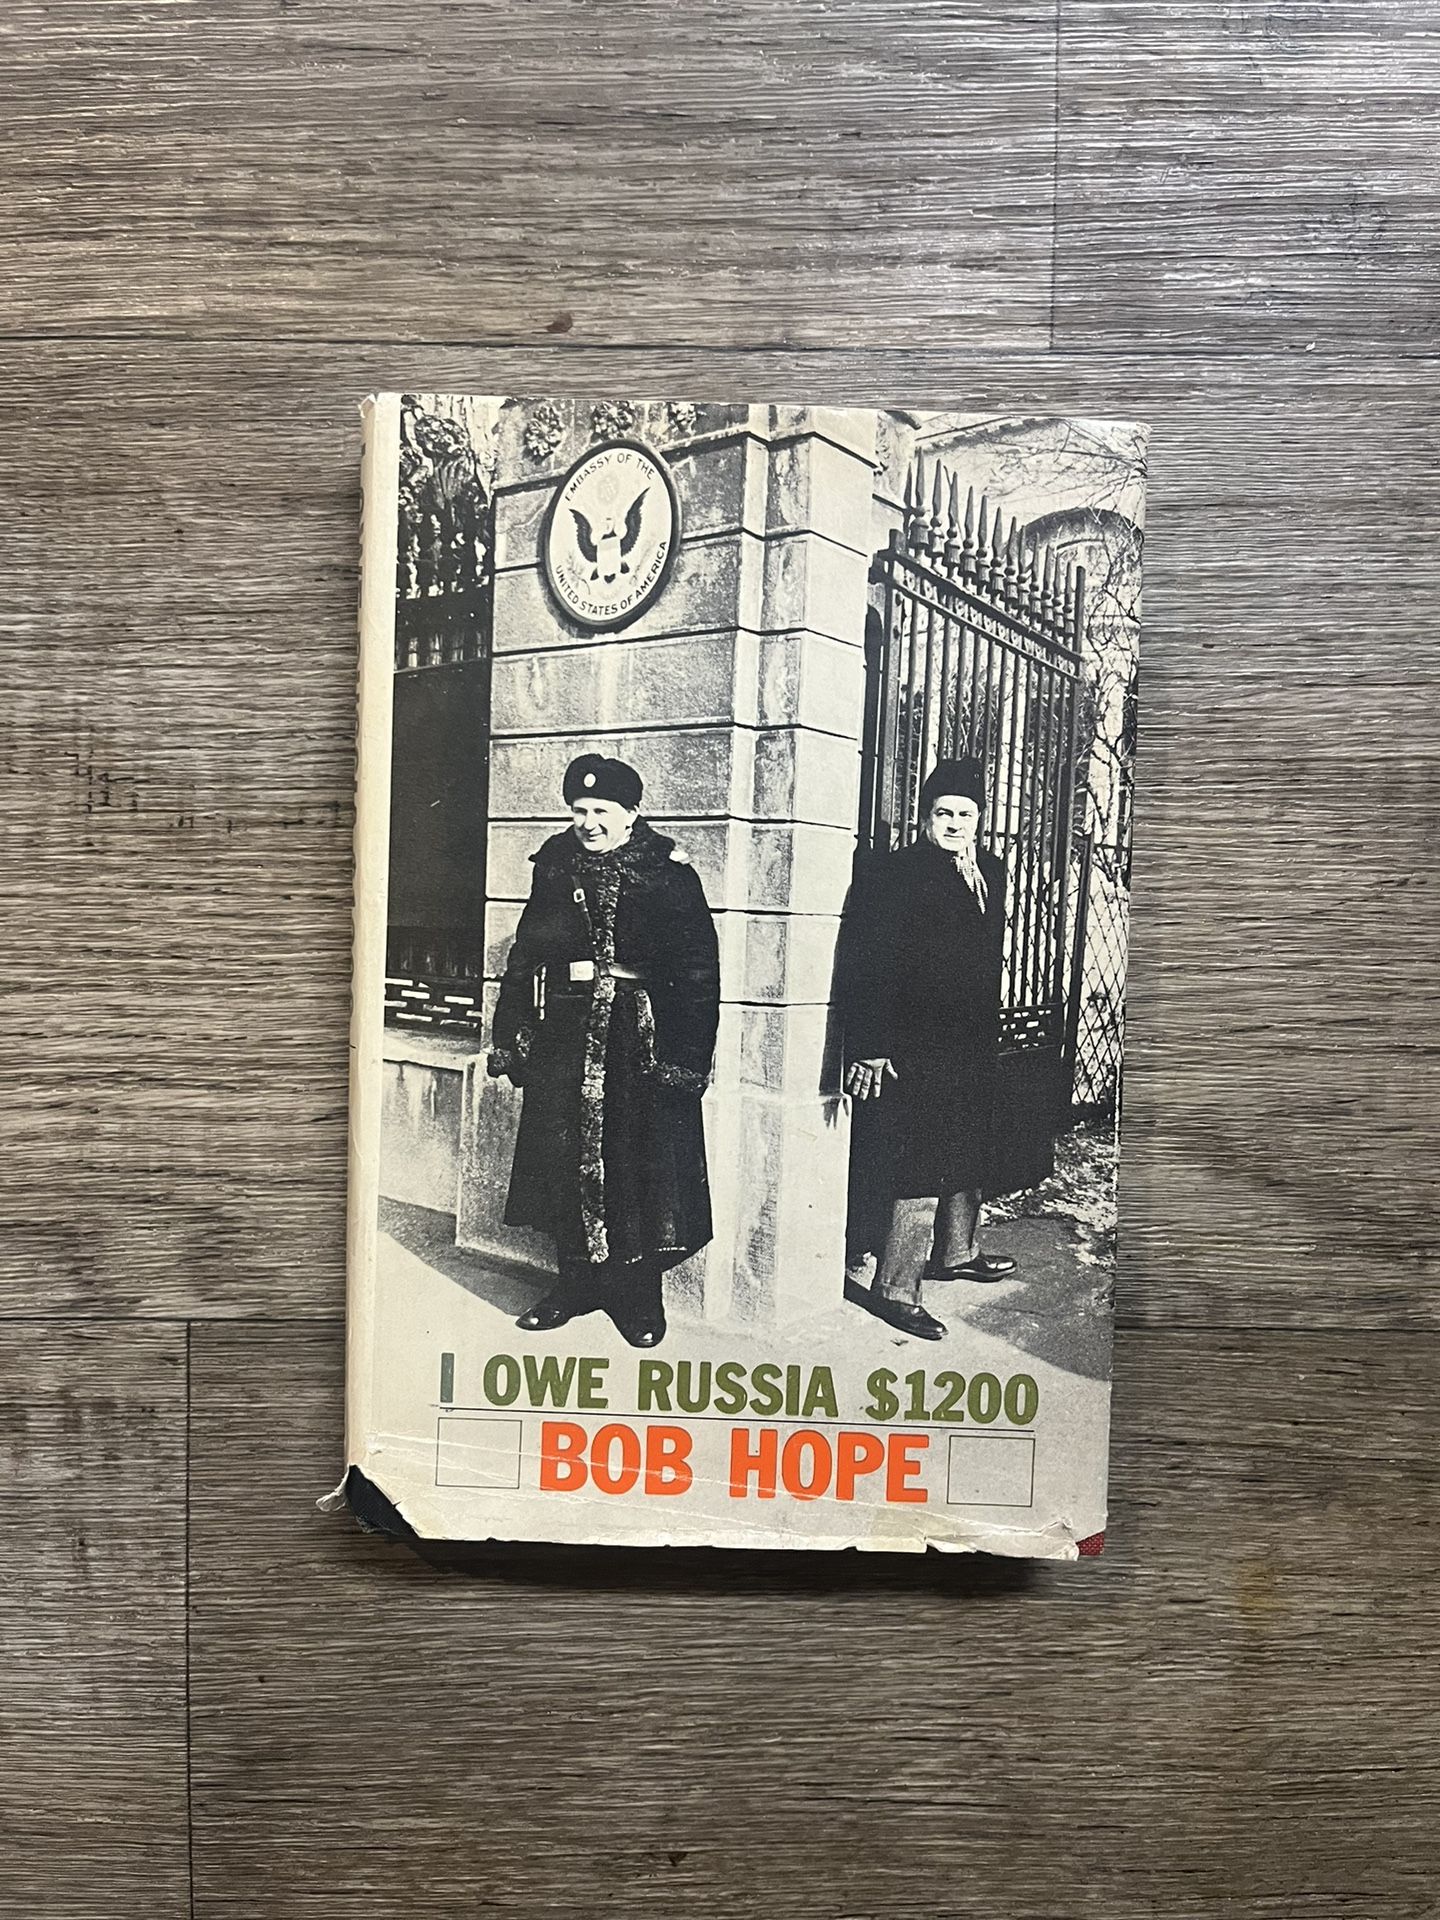 EMBASSY OF THE
UNITED STATES OF AMERICA
I OWE RUSSIA $1200
BOB HOPE